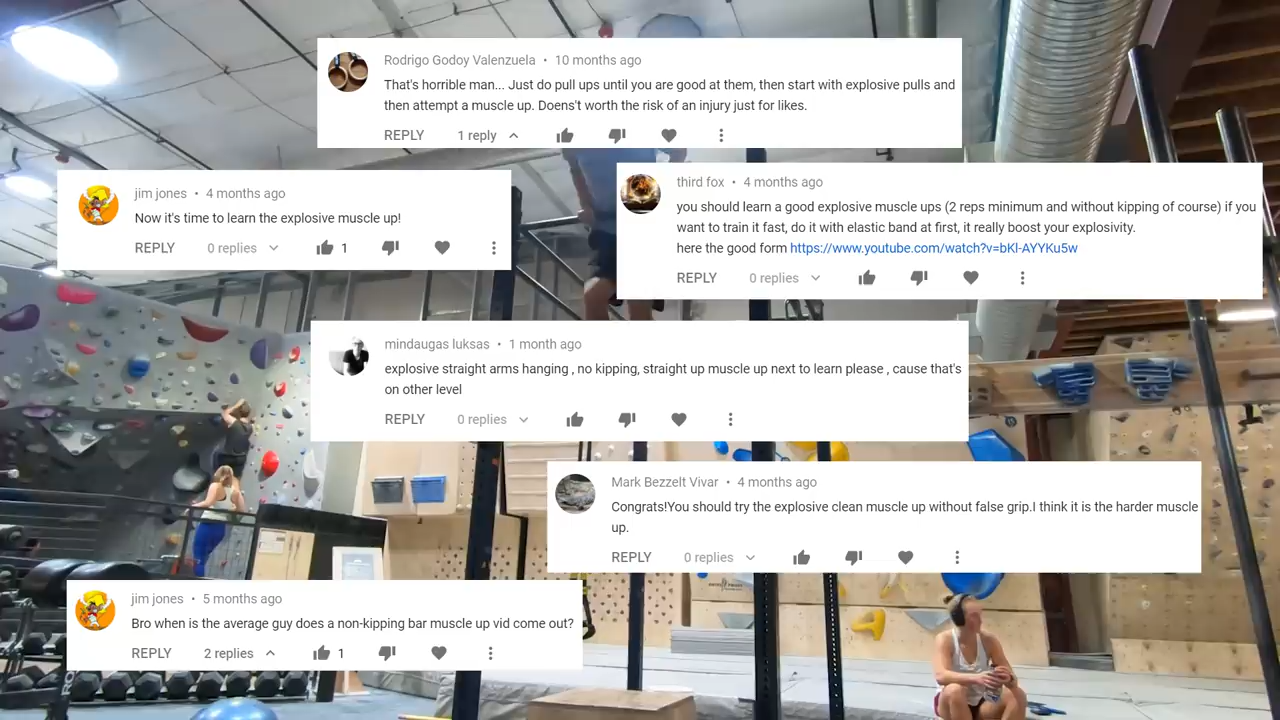 Rodrigo Godoy Valenzuela • 10 months ago
That's horrible man... Just do pull ups until you are good at them, then start with explosive pulls and
then attempt a muscle up. Doens't worth the risk of an injury just for likes.
REPLY 1 reply
jim jones • 4 months ago
Now it's time to learn the explosive muscle up!
REPLY 0 replies 1
third fox • 4 months ago
you should learn a good explosive muscle ups (2 reps minimum and without kipping of course) if you
want to train it fast, do it with elastic band at first, it really boost your explosivity.
here the good form https://www.youtube.com/watch?v=bKl-AYYKu5w
REPLY 0 replies
mindaugas luksas • 1 month ago
explosive straight arms hanging , no kipping, straight up muscle up next to learn please , cause that's
on other level
REPLY 0 replies
Mark Bezzelt Vivar • 4 months ago
Congrats!You should try the explosive clean muscle up without false grip.I think it is the harder muscle
up.
REPLY 0 replies
jim jones • 5 months ago
Bro when is the average guy does a non-kipping bar muscle up vid come out?
REPLY 2 replies 1